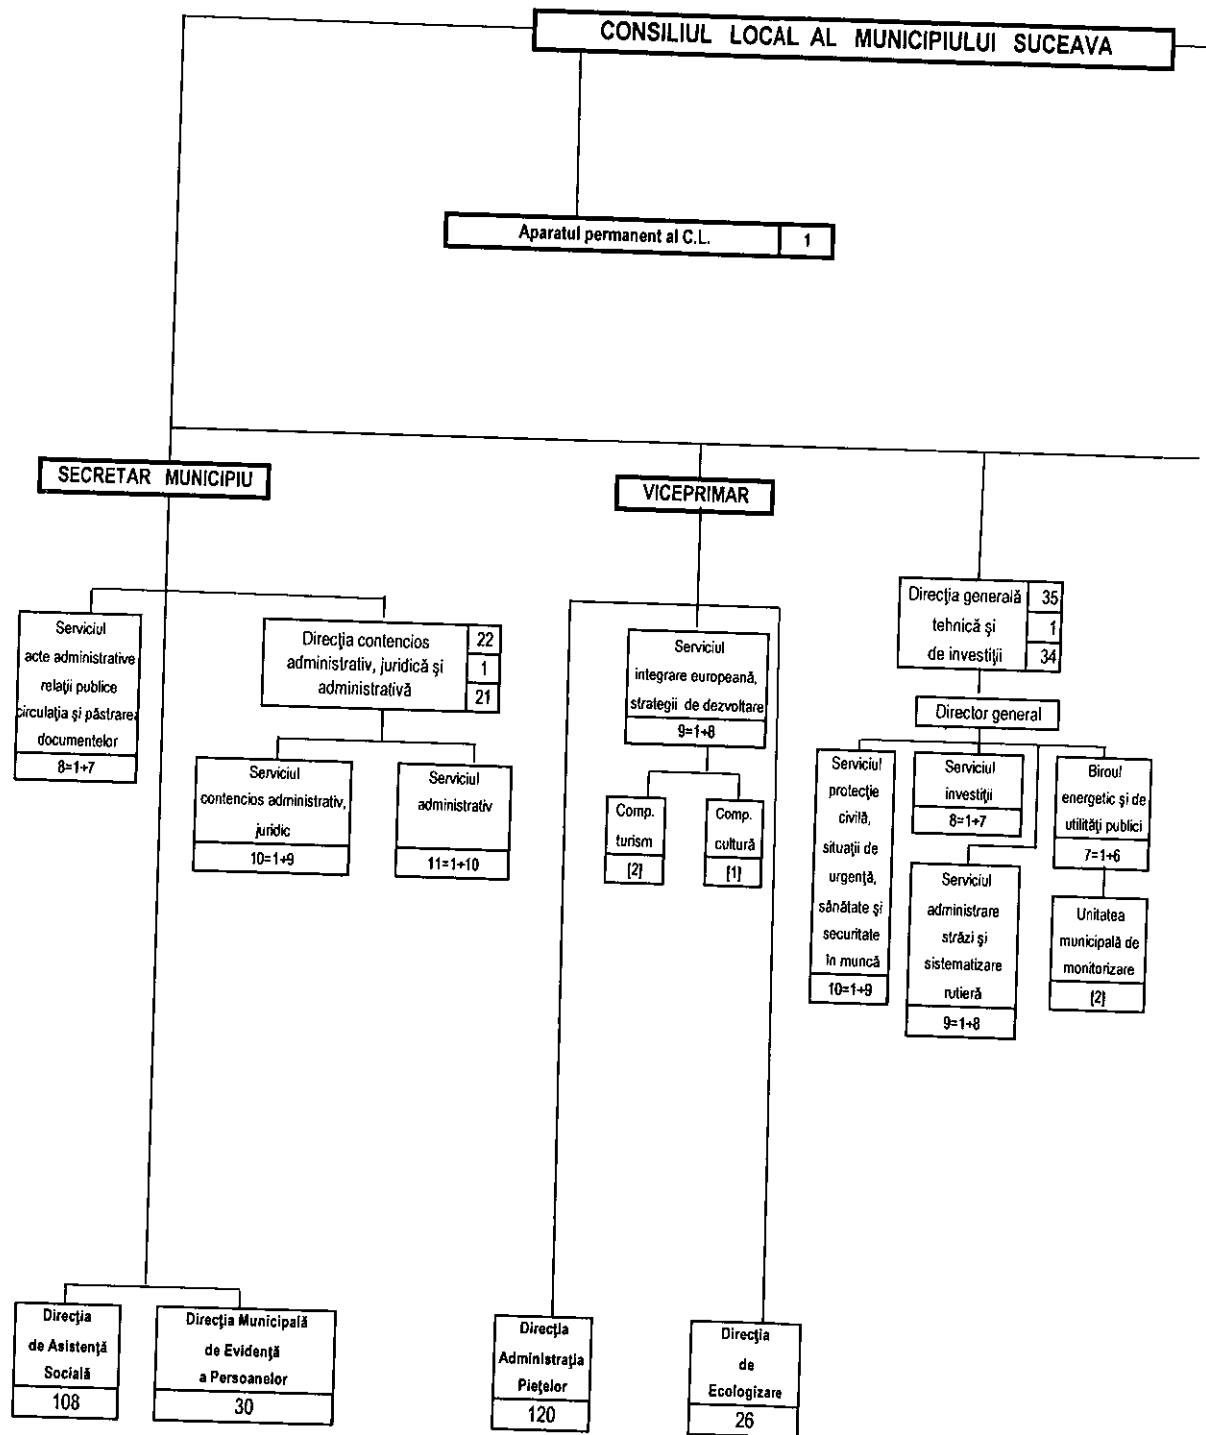 CONSILIUL LOCAL AL MUNICIPIULUI SUCEAVA
Aparatul permanent al C.L. 1
SECRETAR MUNICIPIU
VICEPRIMAR
Serviciul
acte administrative
relaţii publice
circulaţia şi păstrarea
documentelor
8=1+7
Direcţia contencios
administrativ, juridică şi
administrativă
22
1
21
Serviciul
contencios administrativ,
juridic
10=1+9
Serviciul
administrativ
11=1+10
Serviciul
integrare europeană,
strategii de dezvoltare
9=1+8
Comp.
turism
[2]
Comp.
cultură
[1]
Direcţia generală
tehnică şi
de investiţii
35
1
34
Director general
Serviciul
protecţie
civilă,
situaţii de
urgenţă,
sănătate şi
securitate
în muncă
10=1+9
Serviciul
investiţii
8=1+7
Serviciul
administrare
străzi şi
sistematizare
rutieră
9=1+8
Biroul
energetic şi de
utilităţi publici
7=1+6
Unitatea
municipală de
monitorizare
[2]
Direcţia
de Asistenţă
Socială
108
Direcţia Municipală
de Evidenţă
a Persoanelor
30
Direcţia
Administraţia
Pieţelor
120
Direcţia
de
Ecologizare
26